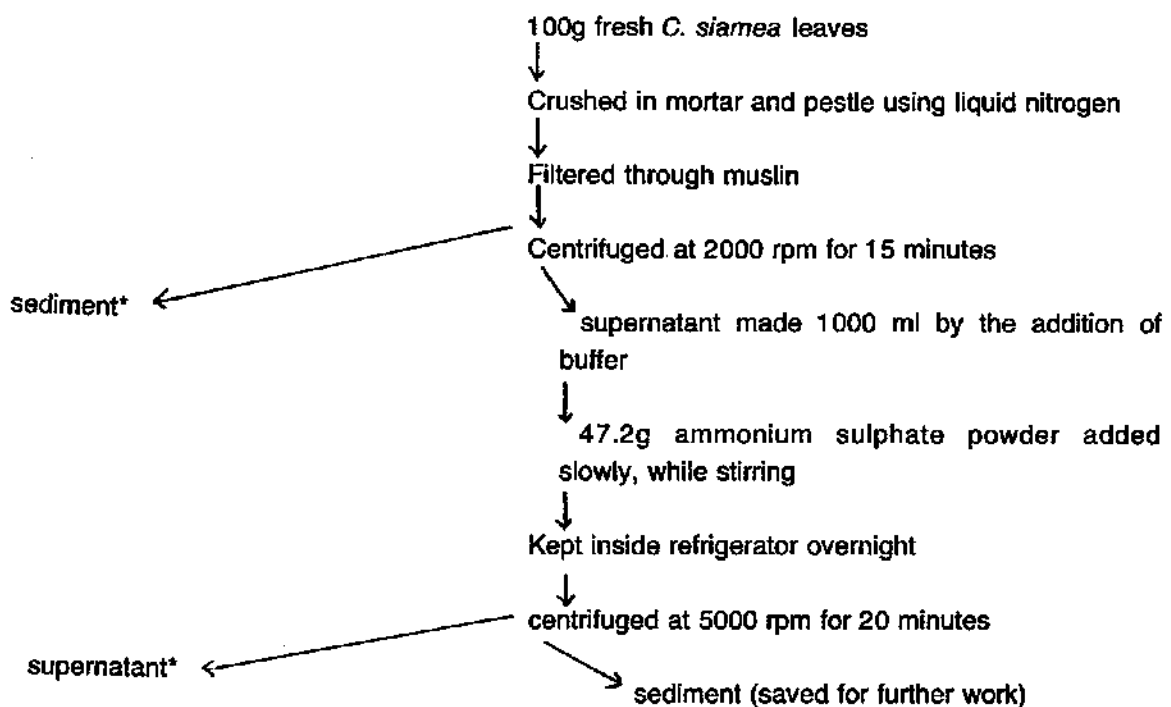 100g fresh C. siamea leaves
Crushed in mortar and pestle using liquid nitrogen
Filtered through muslin
Centrifuged at 2000 rpm for 15 minutes
sediment*
supernatant made 1000 ml by the addition of
buffer
47.2g ammonium sulphate powder added
slowly, while stirring
Kept inside refrigerator overnight
centrifuged at 5000 rpm for 20 minutes
supernatant*
sediment (saved for further work)